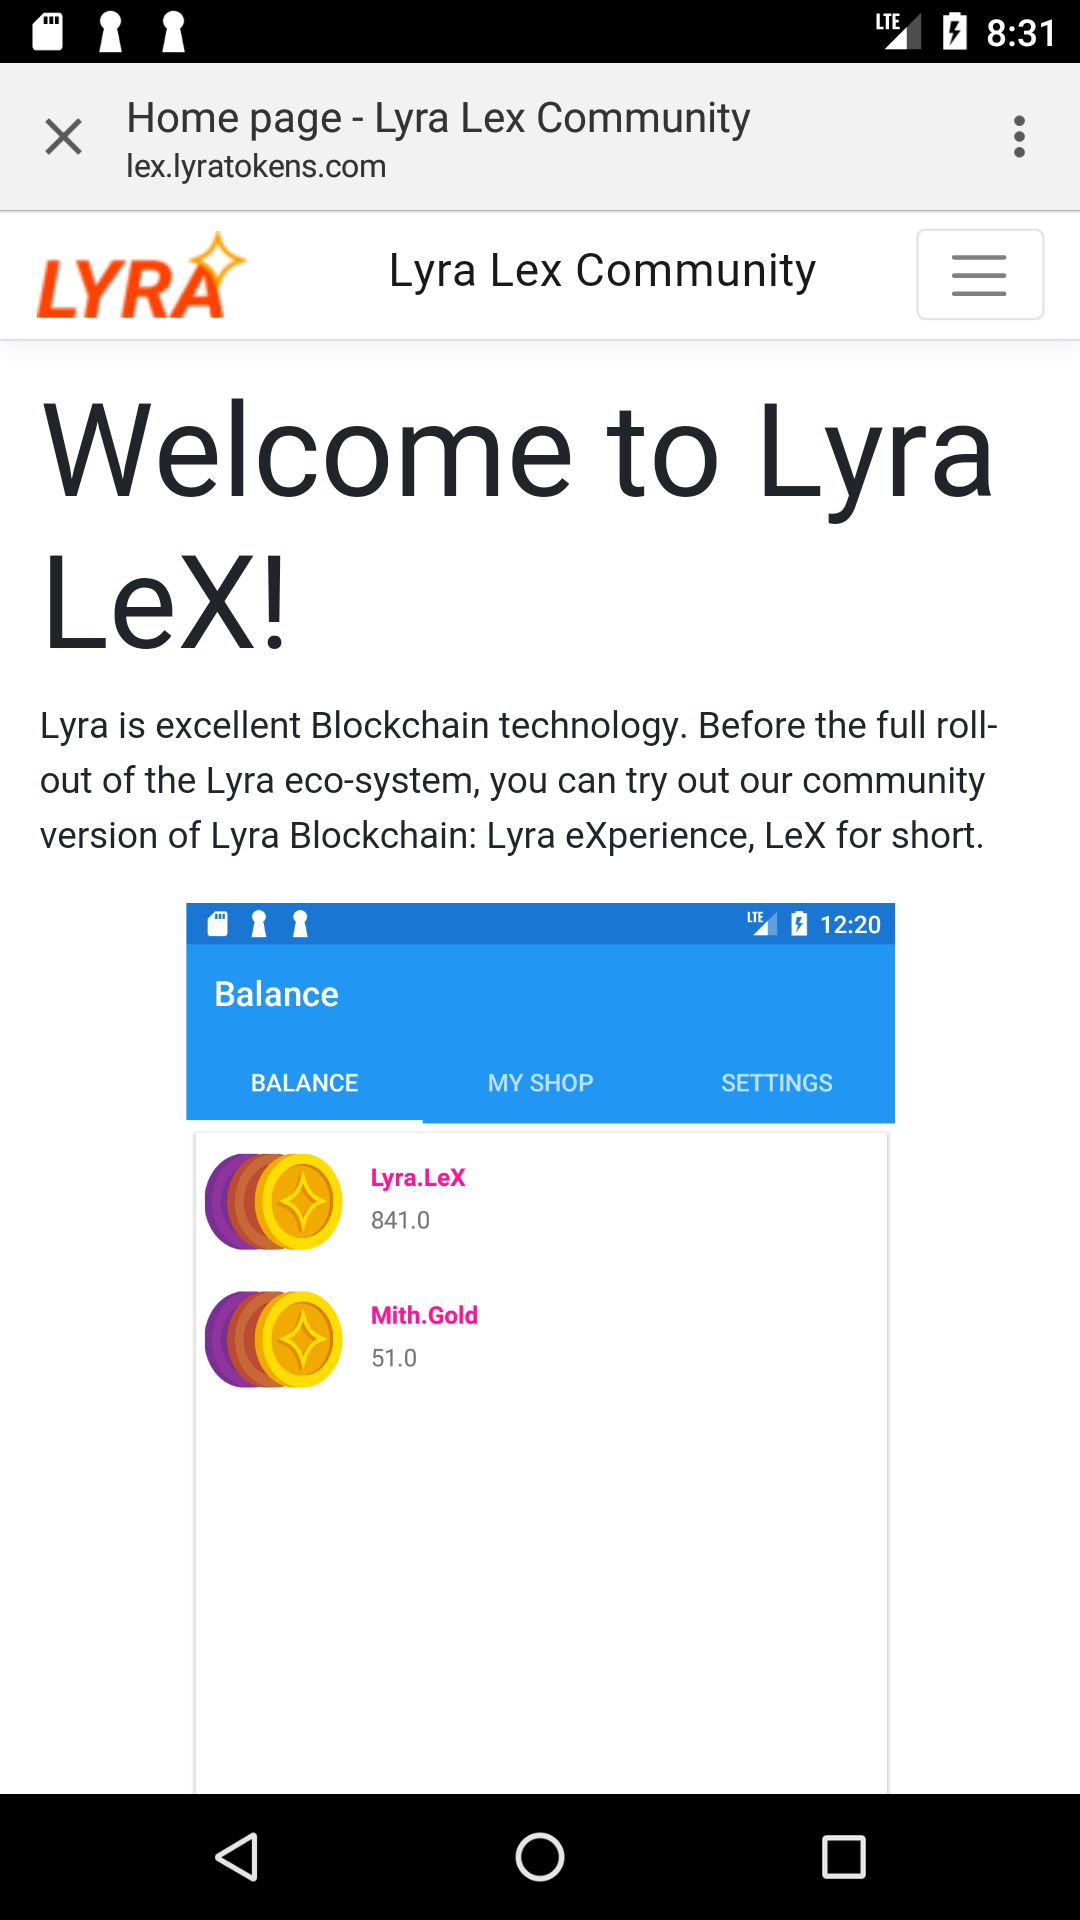 LTE 8:31
Home page - Lyra Lex Community
lex.lyratokens.com
LYRA Lyra Lex Community
Welcome to Lyra
LeX!
Lyra is excellent Blockchain technology. Before the full roll-
out of the Lyra eco-system, you can try out our community
version of Lyra Blockchain: Lyra eXperience, LeX for short.
LTE 12:20
Balance
BALANCE MY SHOP SETTINGS
Lyra.LeX
841.0
Mith.Gold
51.0